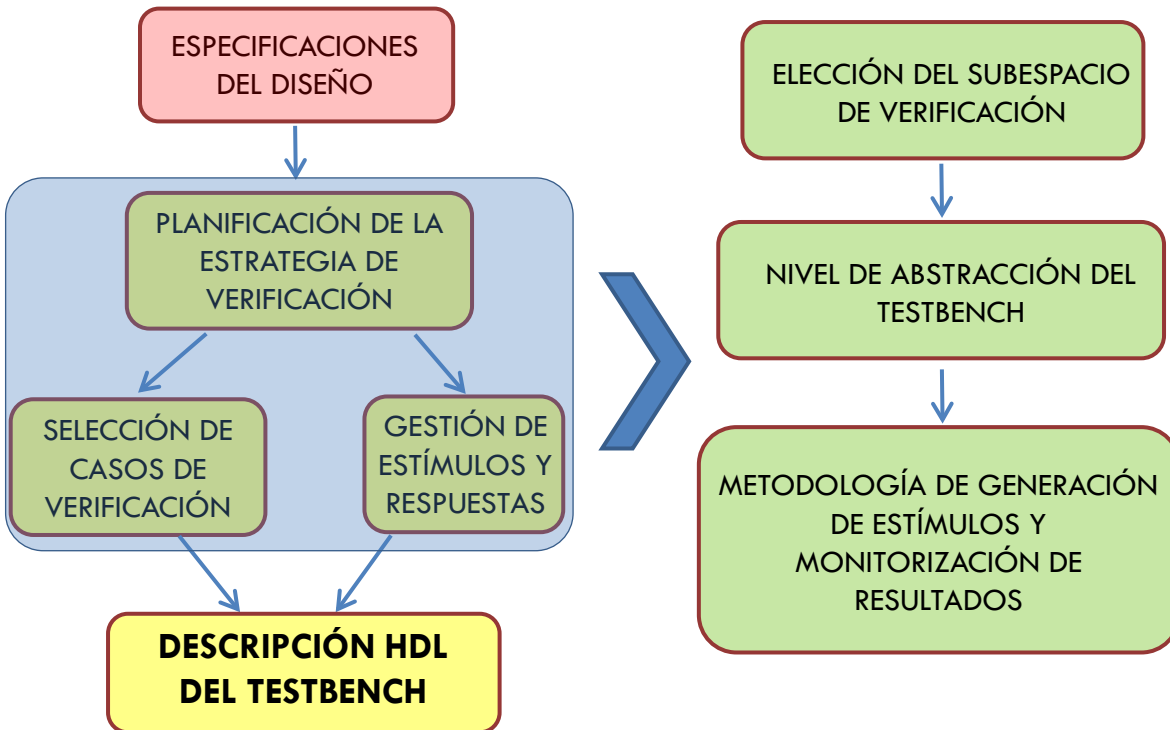 ESPECIFICACIONES
DEL DISEÑO
PLANIFICACIÓN DE LA
ESTRATEGIA DE
VERIFICACIÓN
SELECCIÓN DE
CASOS DE
VERIFICACIÓN
GESTIÓN DE
ESTÍMULOS Y
RESPUESTAS
DESCRIPCIÓN HDL
DEL TESTBENCH
ELECCIÓN DEL SUBESPACIO
DE VERIFICACIÓN
NIVEL DE ABSTRACCIÓN DEL
TESTBENCH
METODOLOGÍA DE GENERACIÓN
DE ESTÍMULOS Y
MONITORIZACIÓN DE
RESULTADOS